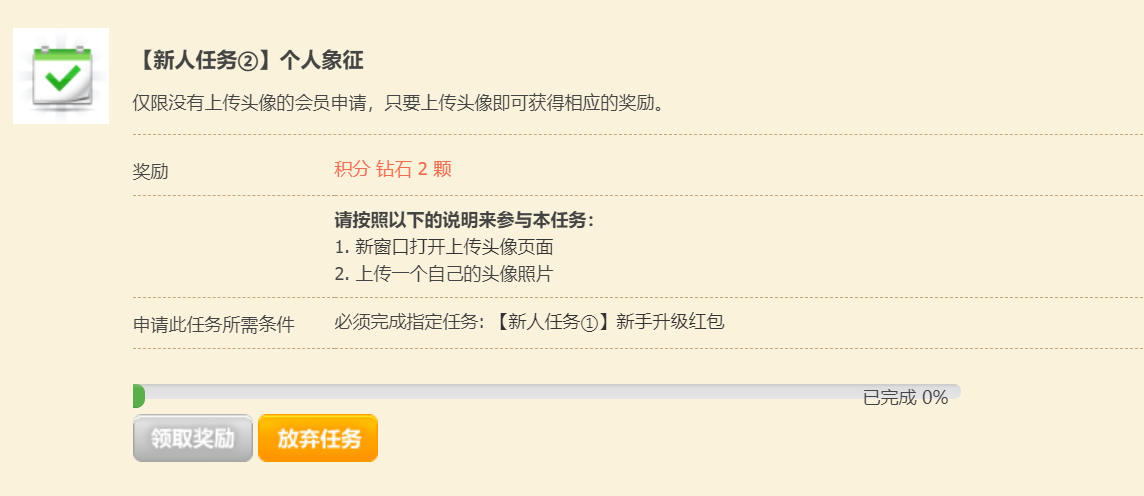 【新人任务②】个人象征
仅限没有上传头像的会员申请，只要上传头像即可获得相应的奖励。
奖励
积分 钻石 2 颗
请按照以下的说明来参与本任务：
1. 新窗口打开上传头像页面
2. 上传一个自己的头像照片
申请此任务所需条件
必须完成指定任务: 【新人任务①】新手升级红包
已完成 0%
领取奖励 放弃任务